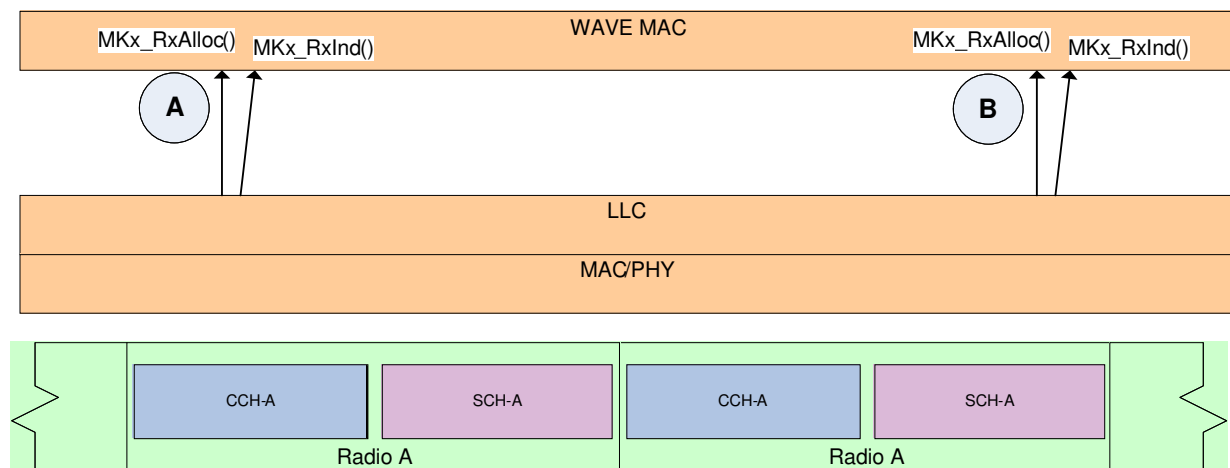 WAVE MAC
MKx_RxAlloc()
MKx_RxInd()
MKx_RxAlloc()
MKx_RxInd()
A
B
LLC
MAC/PHY
CCH-A
SCH-A
CCH-A
SCH-A
Radio A
Radio A